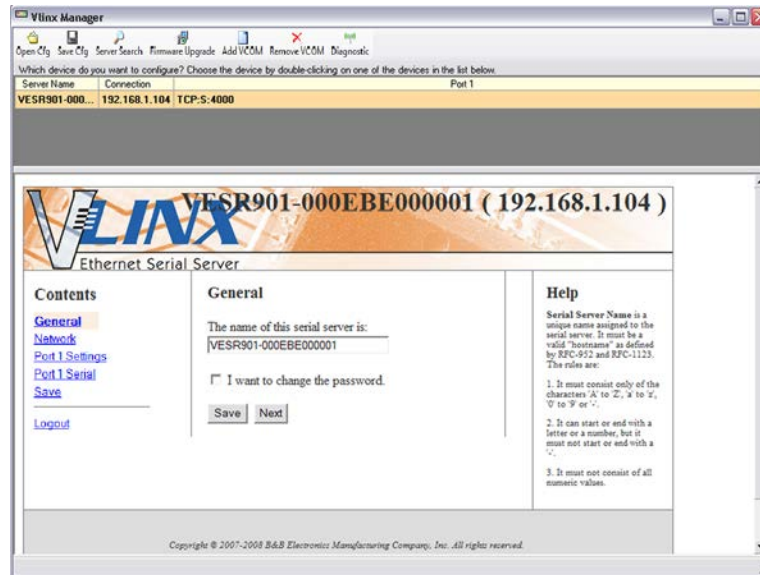 Vlinx Manager
Open Cfg Save Cfg Server Search Firmware Upgrade Add VCOM Remove VCOM Diagnostic
Which device do you want to configure? Choose the device by double-clicking on one of the devices in the list below.
Server Name Connection Port 1
VESR901-000... 192.168.1.104 TCP:S:4000
VESR901-000EBE000001 ( 192.168.1.104 )
VLINX
Ethernet Serial Server
Contents
General
Network
Port 1 Settings
Port 1 Serial
Save
Logout
General
The name of this serial server is:
VESR901-000EBE000001
I want to change the password.
Save Next
Help
Serial Server Name is a
unique name assigned to the
serial server. It must be a
valid "hostname" as defined
by RFC-952 and RFC-1123.
The rules are:
1. It must consist only of the
characters 'A' to 'Z', 'a' to 'z',
'0' to '9' or '-'.
2. It can start or end with a
letter or a number, but it
must not start or end with a
'-'.
3. It must not consist of all
numeric values.
Copyright © 2007-2008 B&B Electronics Manufacturing Company, Inc. All rights reserved.